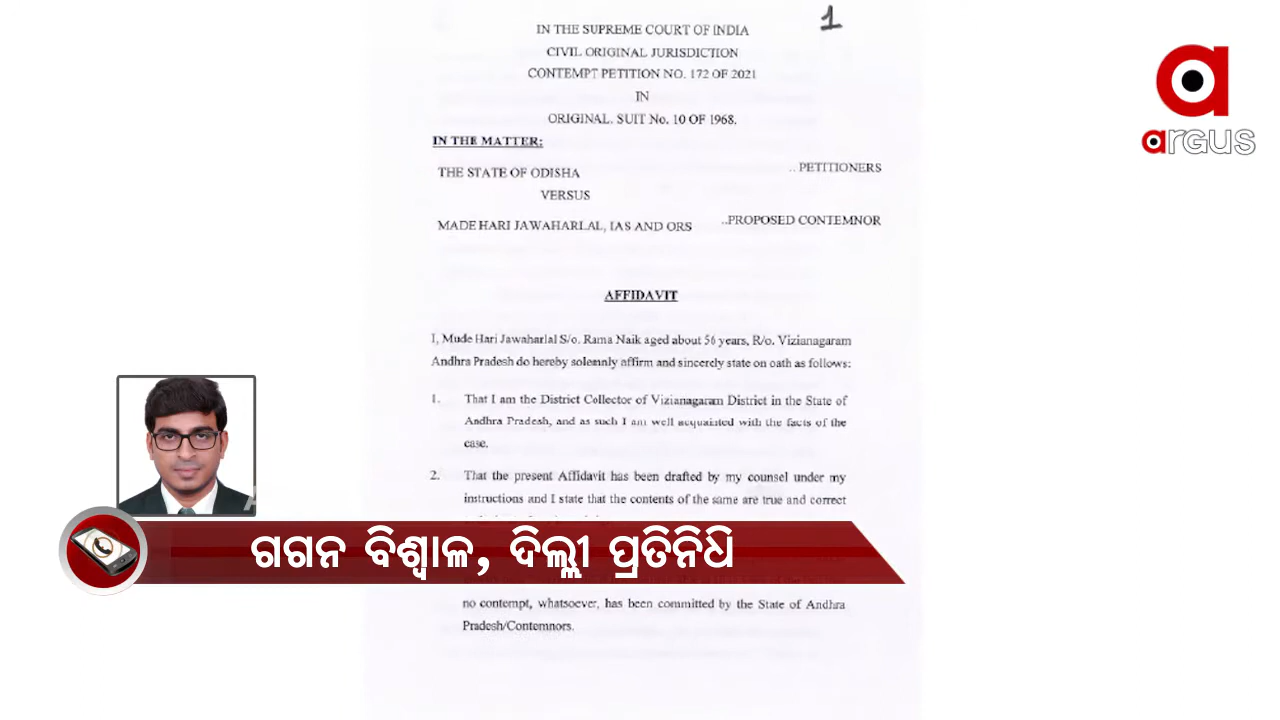 1
IN THE SUPREME COURT OF INDIA
CIVIL ORIGINAL JURISDICTION
CONTEMPT PETITION NO. 172 OF 2021
IN
ORIGINAL. SUIT No. 10 OF 1968.
IN THE MATTER:
THE STATE OF ODISHA .. PETITIONERS
VERSUS
MADE HARI JAWAHARLAL, IAS AND ORS ..PROPOSED CONTEMNOR
AFFIDAVIT
I, Mude Hari Jawaharlal S/o. Rama Naik aged about 56 years, R/o. Vizianagaram
Andhra Pradesh do hereby solemnly affirm and sincerely state on oath as follows:
1. That I am the District Collector of Vizianagaram District in the State of
Andhra Pradesh, and as such I am well acquainted with the facts of the
case.
2. That the present Affidavit has been drafted by my counsel under my
instructions and I state that the contents of the same are true and correct
no contempt, whatsoever, has been committed by the State of Andhra
Pradesh/Contemnors.
ଗଗନ ବିଶ୍ୱାଳ, ଦିଲ୍ଲୀ ପ୍ରତିନିଧି
argus